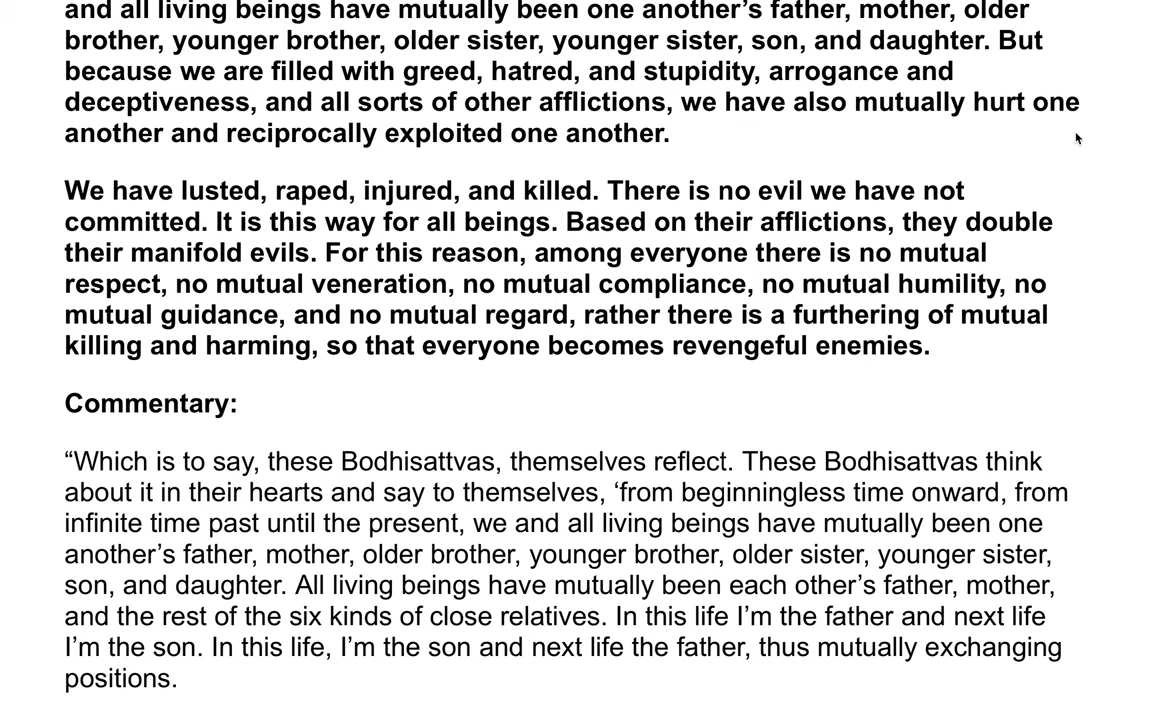 and all living beings have mutually been one another’s father, mother, older
brother, younger brother, older sister, younger sister, son, and daughter. But
because we are filled with greed, hatred, and stupidity, arrogance and
deceptiveness, and all sorts of other afflictions, we have also mutually hurt one
another and reciprocally exploited one another.
We have lusted, raped, injured, and killed. There is no evil we have not
committed. It is this way for all beings. Based on their afflictions, they double
their manifold evils. For this reason, among everyone there is no mutual
respect, no mutual veneration, no mutual compliance, no mutual humility, no
mutual guidance, and no mutual regard, rather there is a furthering of mutual
killing and harming, so that everyone becomes revengeful enemies.
Commentary:
“Which is to say, these Bodhisattvas, themselves reflect. These Bodhisattvas think
about it in their hearts and say to themselves, ‘from beginningless time onward, from
infinite time past until the present, we and all living beings have mutually been one
another’s father, mother, older brother, younger brother, older sister, younger sister,
son, and daughter. All living beings have mutually been each other’s father, mother,
and the rest of the six kinds of close relatives. In this life I’m the father and next life
I’m the son. In this life, I’m the son and next life the father, thus mutually exchanging
positions.